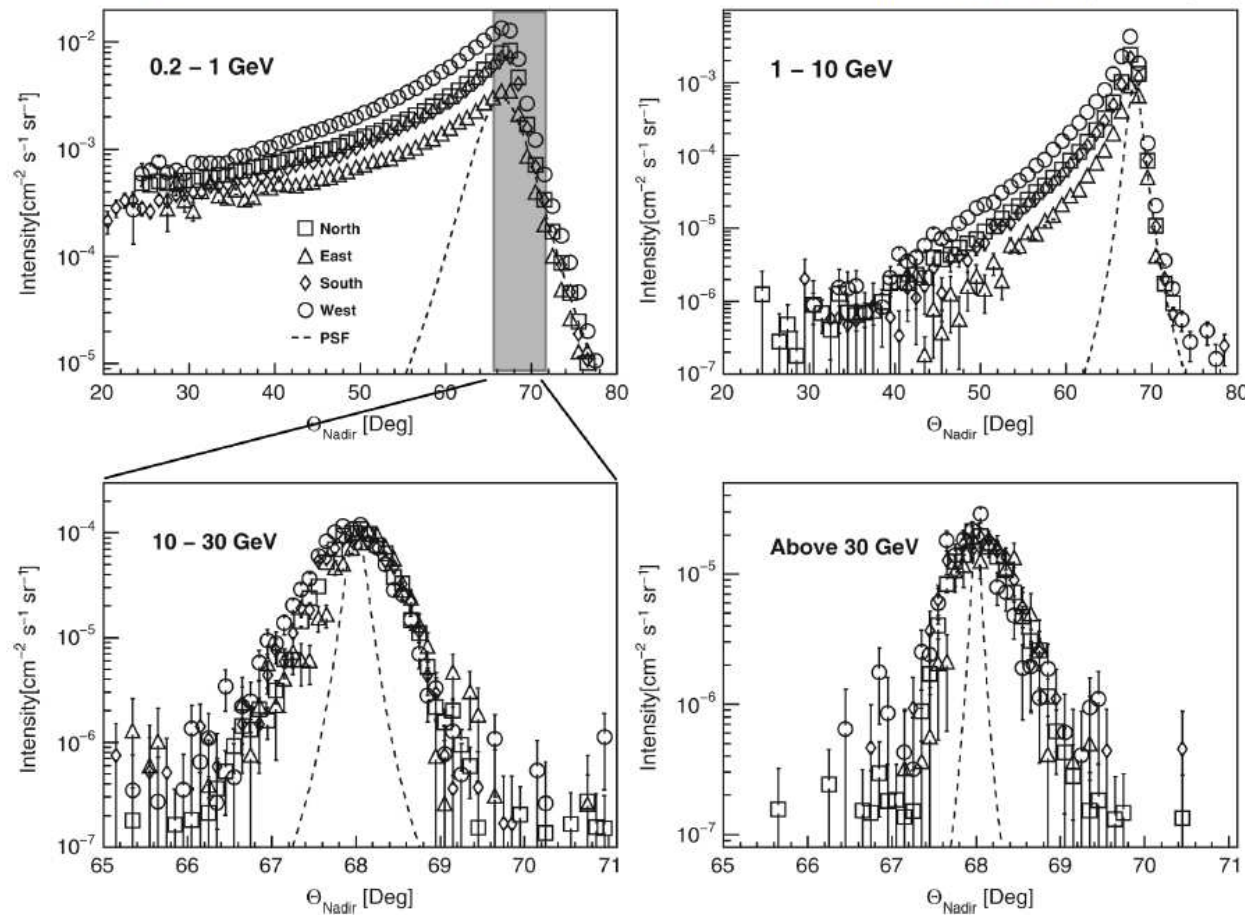 0.2 – 1 GeV
Intensity[cm⁻² s⁻¹ sr⁻¹]
10⁻²
10⁻³
10⁻⁴
10⁻⁵
North
East
South
West
PSF
20 30 40 50 60 70 80
Θ_Nadir [Deg]
1 – 10 GeV
Intensity[cm⁻² s⁻¹ sr⁻¹]
10⁻³
10⁻⁴
10⁻⁵
10⁻⁶
10⁻⁷
20 30 40 50 60 70 80
Θ_Nadir [Deg]
10 – 30 GeV
Intensity[cm⁻² s⁻¹ sr⁻¹]
10⁻⁴
10⁻⁵
10⁻⁶
10⁻⁷
65 66 67 68 69 70 71
Θ_Nadir [Deg]
Above 30 GeV
Intensity[cm⁻² s⁻¹ sr⁻¹]
10⁻⁵
10⁻⁶
10⁻⁷
65 66 67 68 69 70 71
Θ_Nadir [Deg]